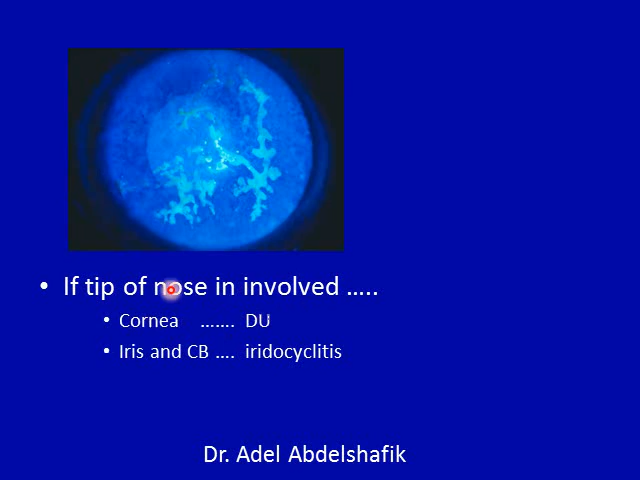 • If tip of nose in involved .....
• Cornea ....... DU
• Iris and CB .... iridocyclitis
Dr. Adel Abdelshafik